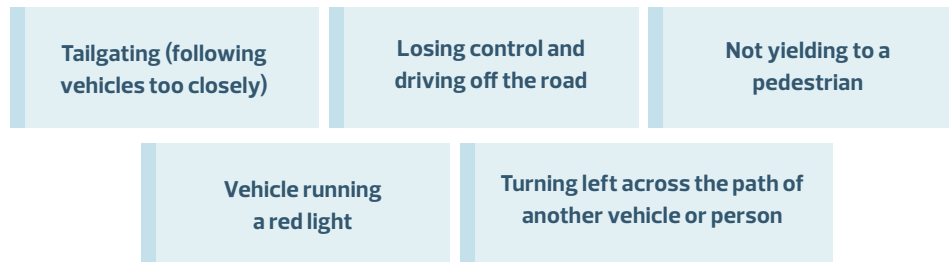 Tailgating (following
vehicles too closely)
Losing control and
driving off the road
Not yielding to a
pedestrian
Vehicle running
a red light
Turning left across the path of
another vehicle or person